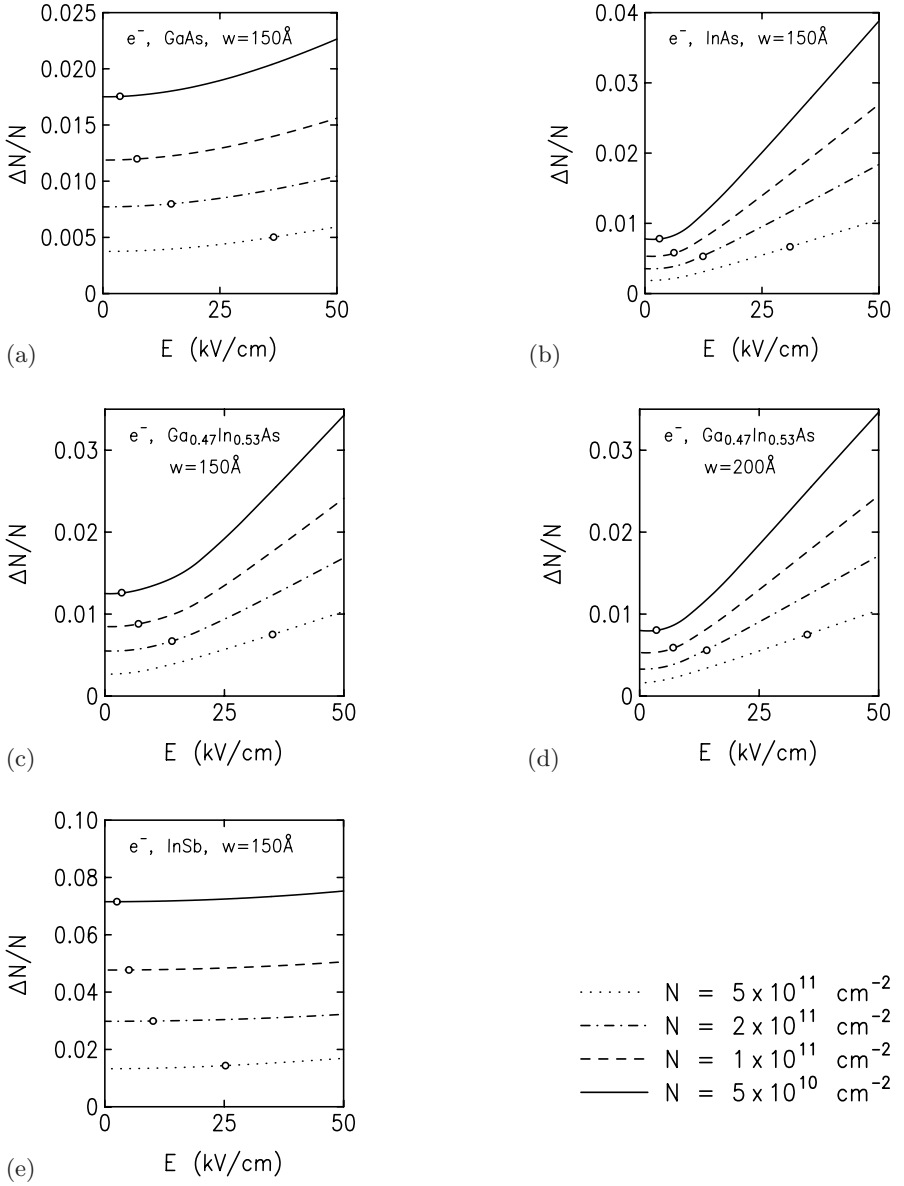 0.025
0.020
0.015
0.010
0.005
0
ΔN/N
e⁻, GaAs, w=150Å
0 25 50
E (kV/cm)
(a)
0.04
0.03
0.02
0.01
0
ΔN/N
e⁻, InAs, w=150Å
0 25 50
E (kV/cm)
(b)
0.03
0.02
0.01
0
ΔN/N
e⁻, Ga₀.₄₇In₀.₅₃As
w=150Å
0 25 50
E (kV/cm)
(c)
0.03
0.02
0.01
0
ΔN/N
e⁻, Ga₀.₄₇In₀.₅₃As
w=200Å
0 25 50
E (kV/cm)
(d)
0.10
0.08
0.06
0.04
0.02
0
ΔN/N
e⁻, InSb, w=150Å
0 25 50
E (kV/cm)
(e)
N = 5×10¹¹ cm⁻²
N = 2×10¹¹ cm⁻²
N = 1×10¹¹ cm⁻²
N = 5×10¹⁰ cm⁻²